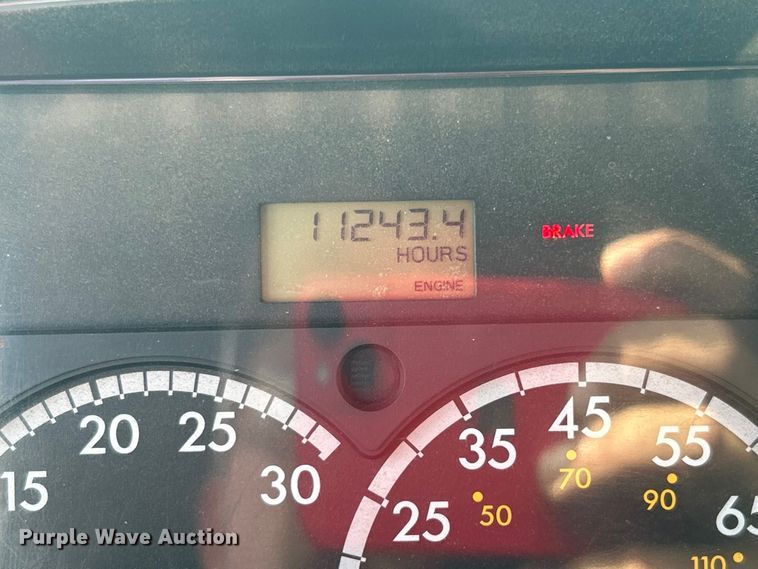 11243.4
HOURS
BRAKE
ENGINE
15 20 25 30
25 35 45 55 65
50 70 90 110
Purple Wave Auction